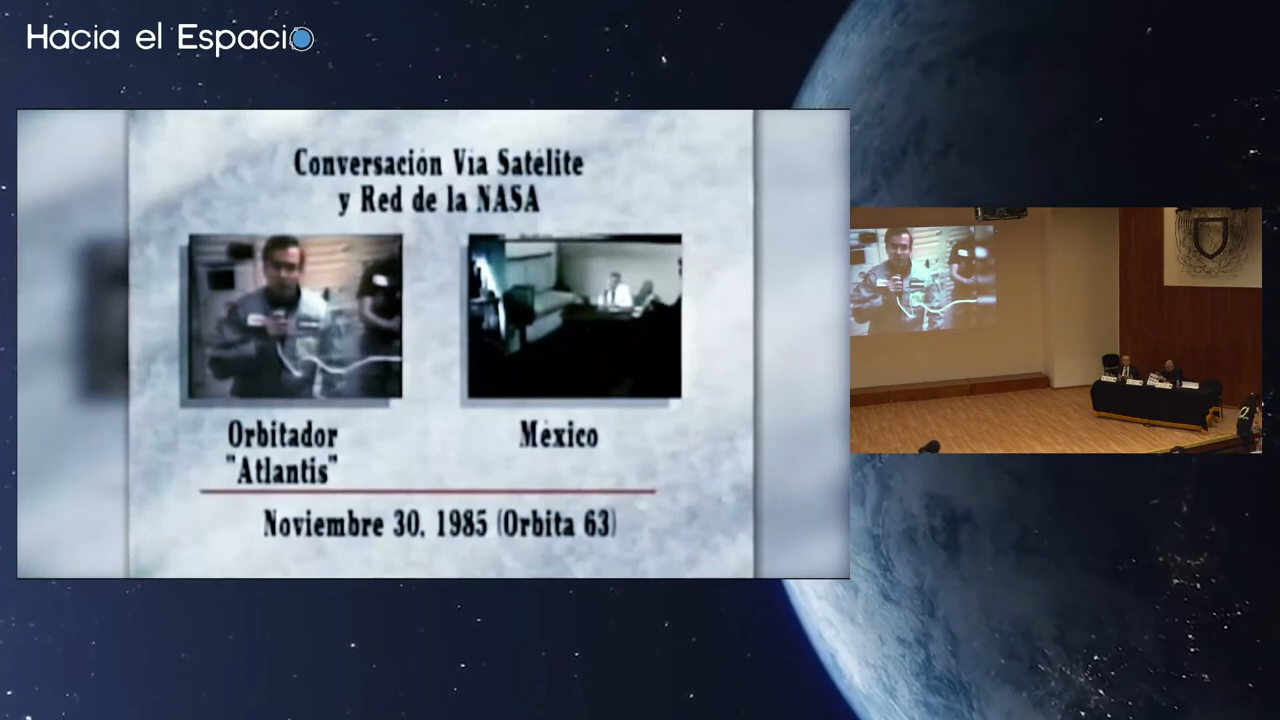 Hacia el Espacio
Conversación Vía Satélite
y Red de la NASA
Orbitador
"Atlantis"
México
Noviembre 30, 1985 (Orbita 63)